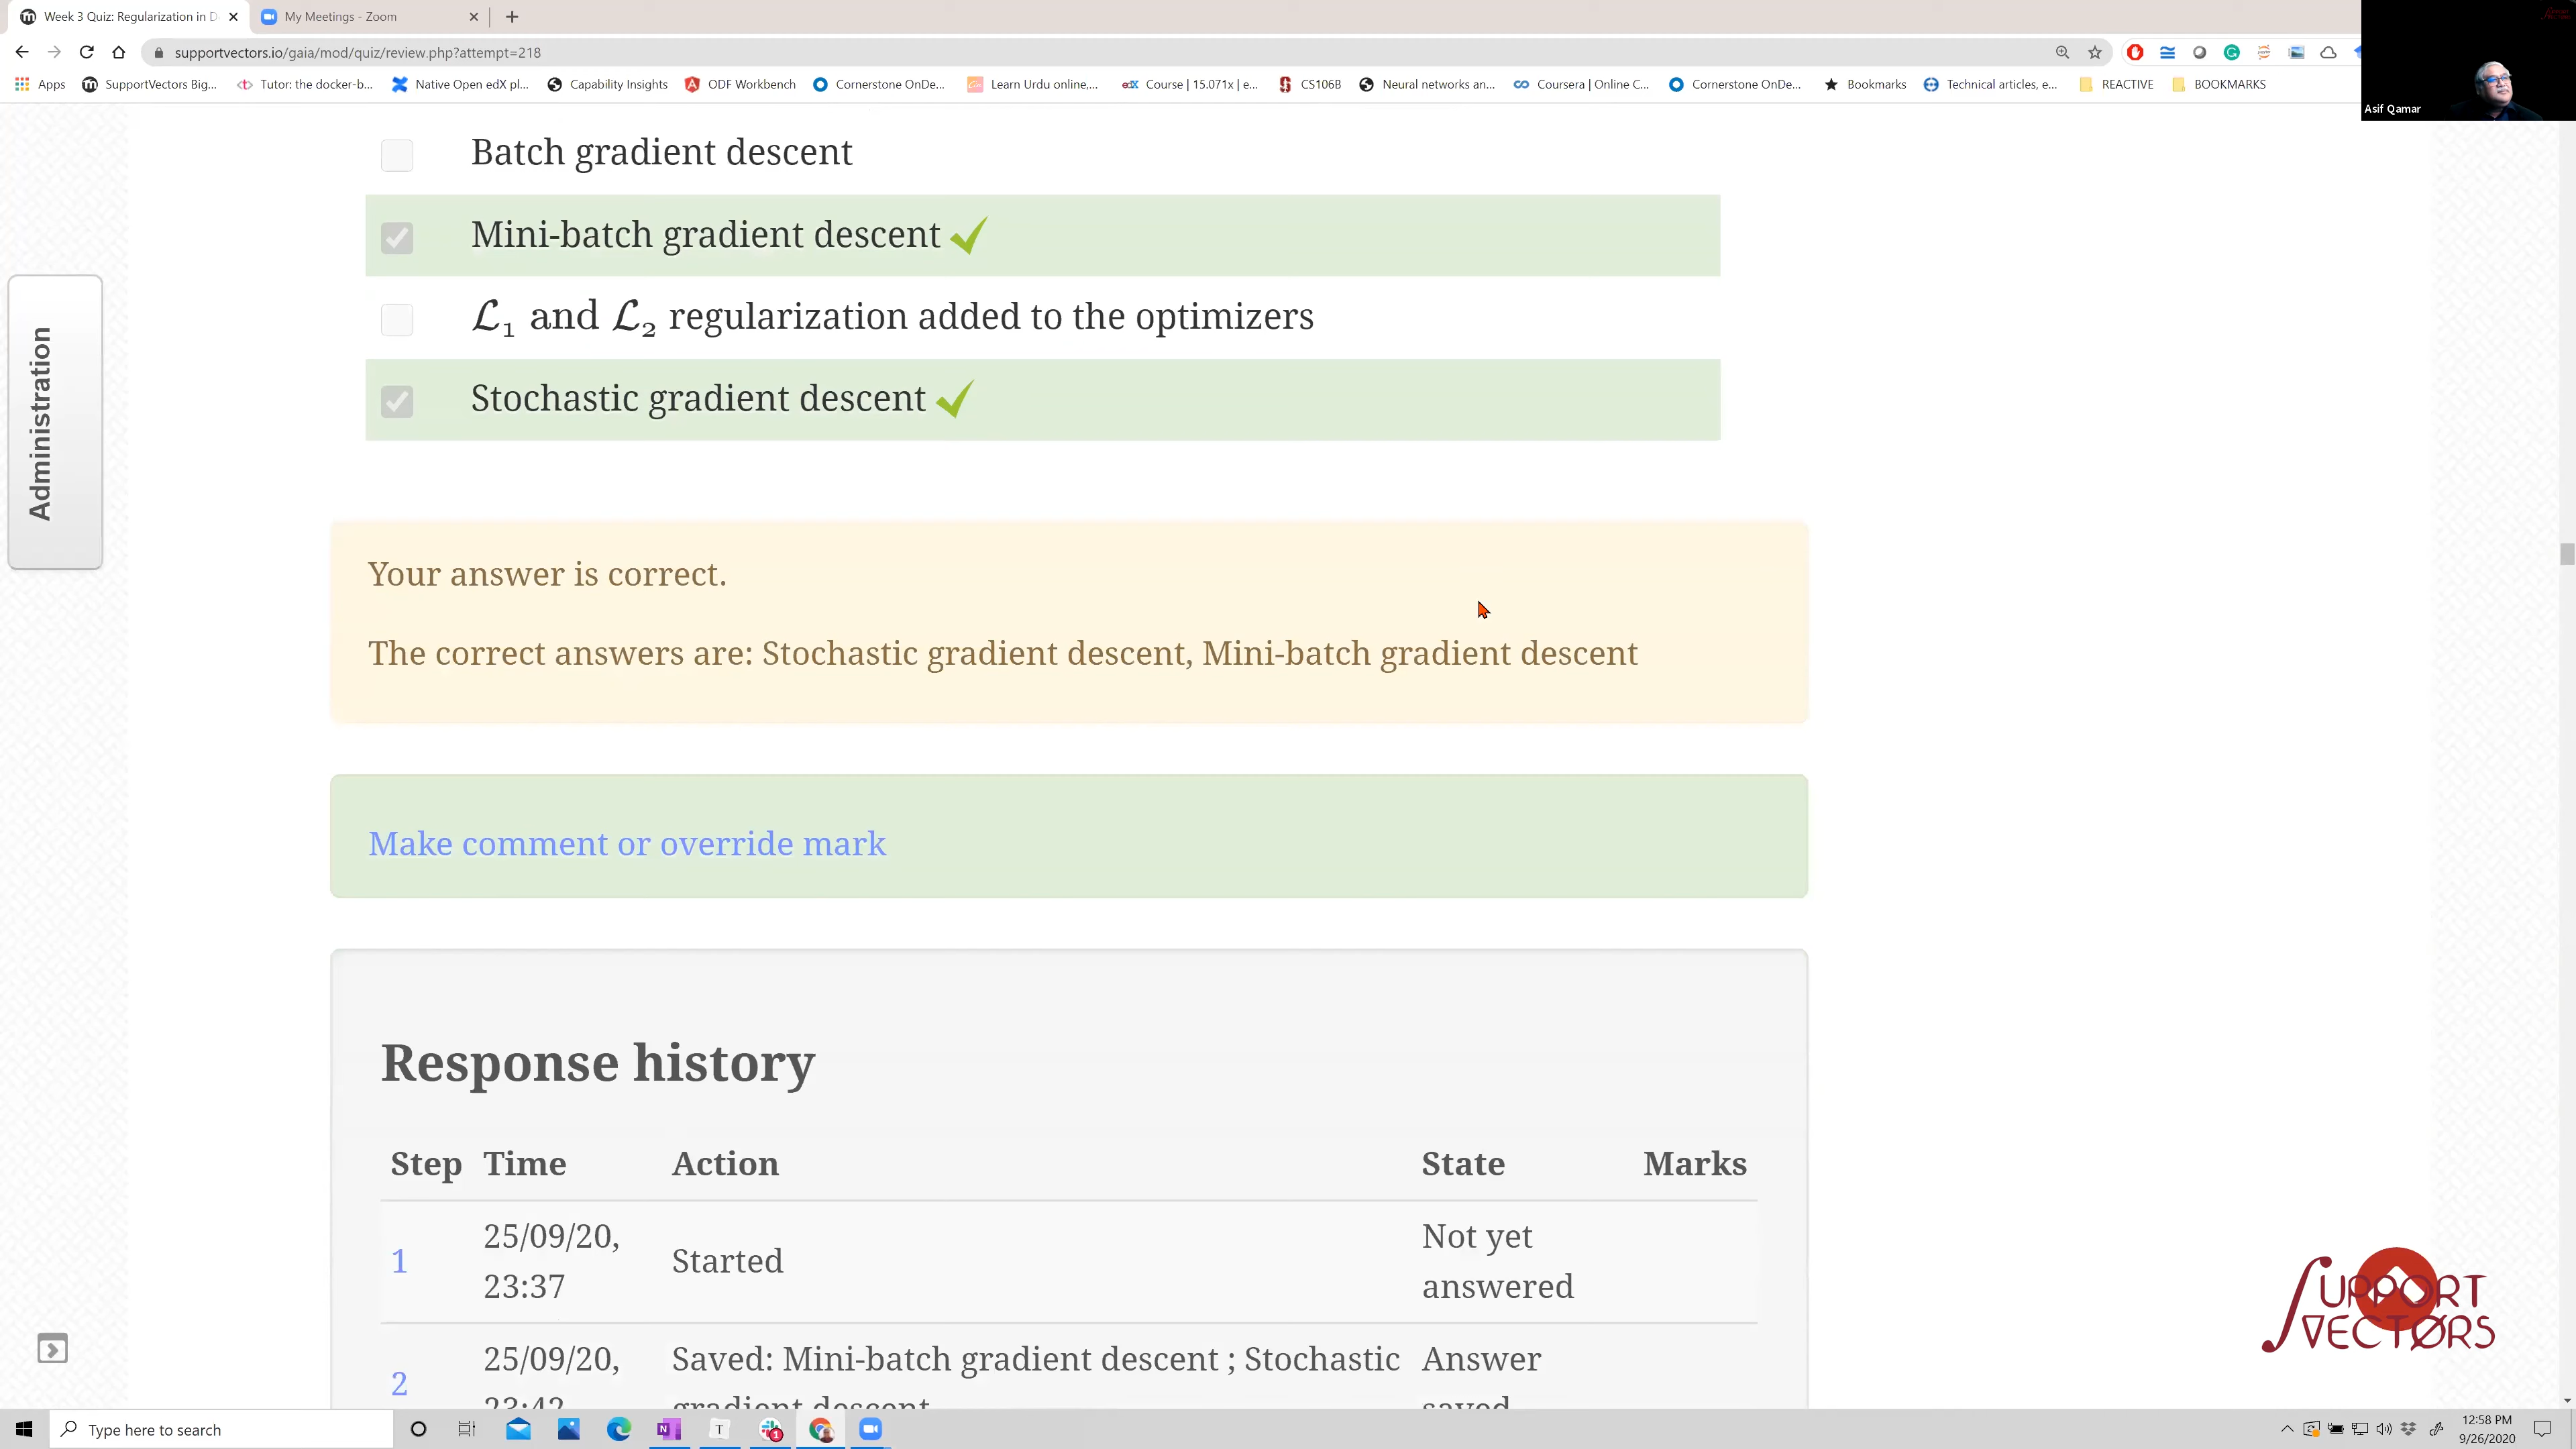 Week 3 Quiz: Regularization in D
My Meetings - Zoom
supportvectors.io/gaia/mod/quiz/review.php?attempt=218
Apps
SupportVectors Big...
Tutor: the docker-b...
Native Open edX pl...
Capability Insights
ODF Workbench
Cornerstone OnDe...
Learn Urdu online,...
Course | 15.071x | e...
CS106B
Neural networks an...
Coursera | Online C...
Cornerstone OnDe...
Bookmarks
Technical articles, e...
REACTIVE
BOOKMARKS
Asif Qamar
Administration
Batch gradient descent
Mini-batch gradient descent
ℒ₁ and ℒ₂ regularization added to the optimizers
Stochastic gradient descent
Your answer is correct.
The correct answers are: Stochastic gradient descent, Mini-batch gradient descent
Make comment or override mark
Response history
Step Time Action State Marks
1 25/09/20, 23:37 Started Not yet answered
2 25/09/20, 23:42 Saved: Mini-batch gradient descent ; Stochastic gradient descent Answer saved
SUPPORT
VECTORS
Type here to search
12:58 PM
9/26/2020